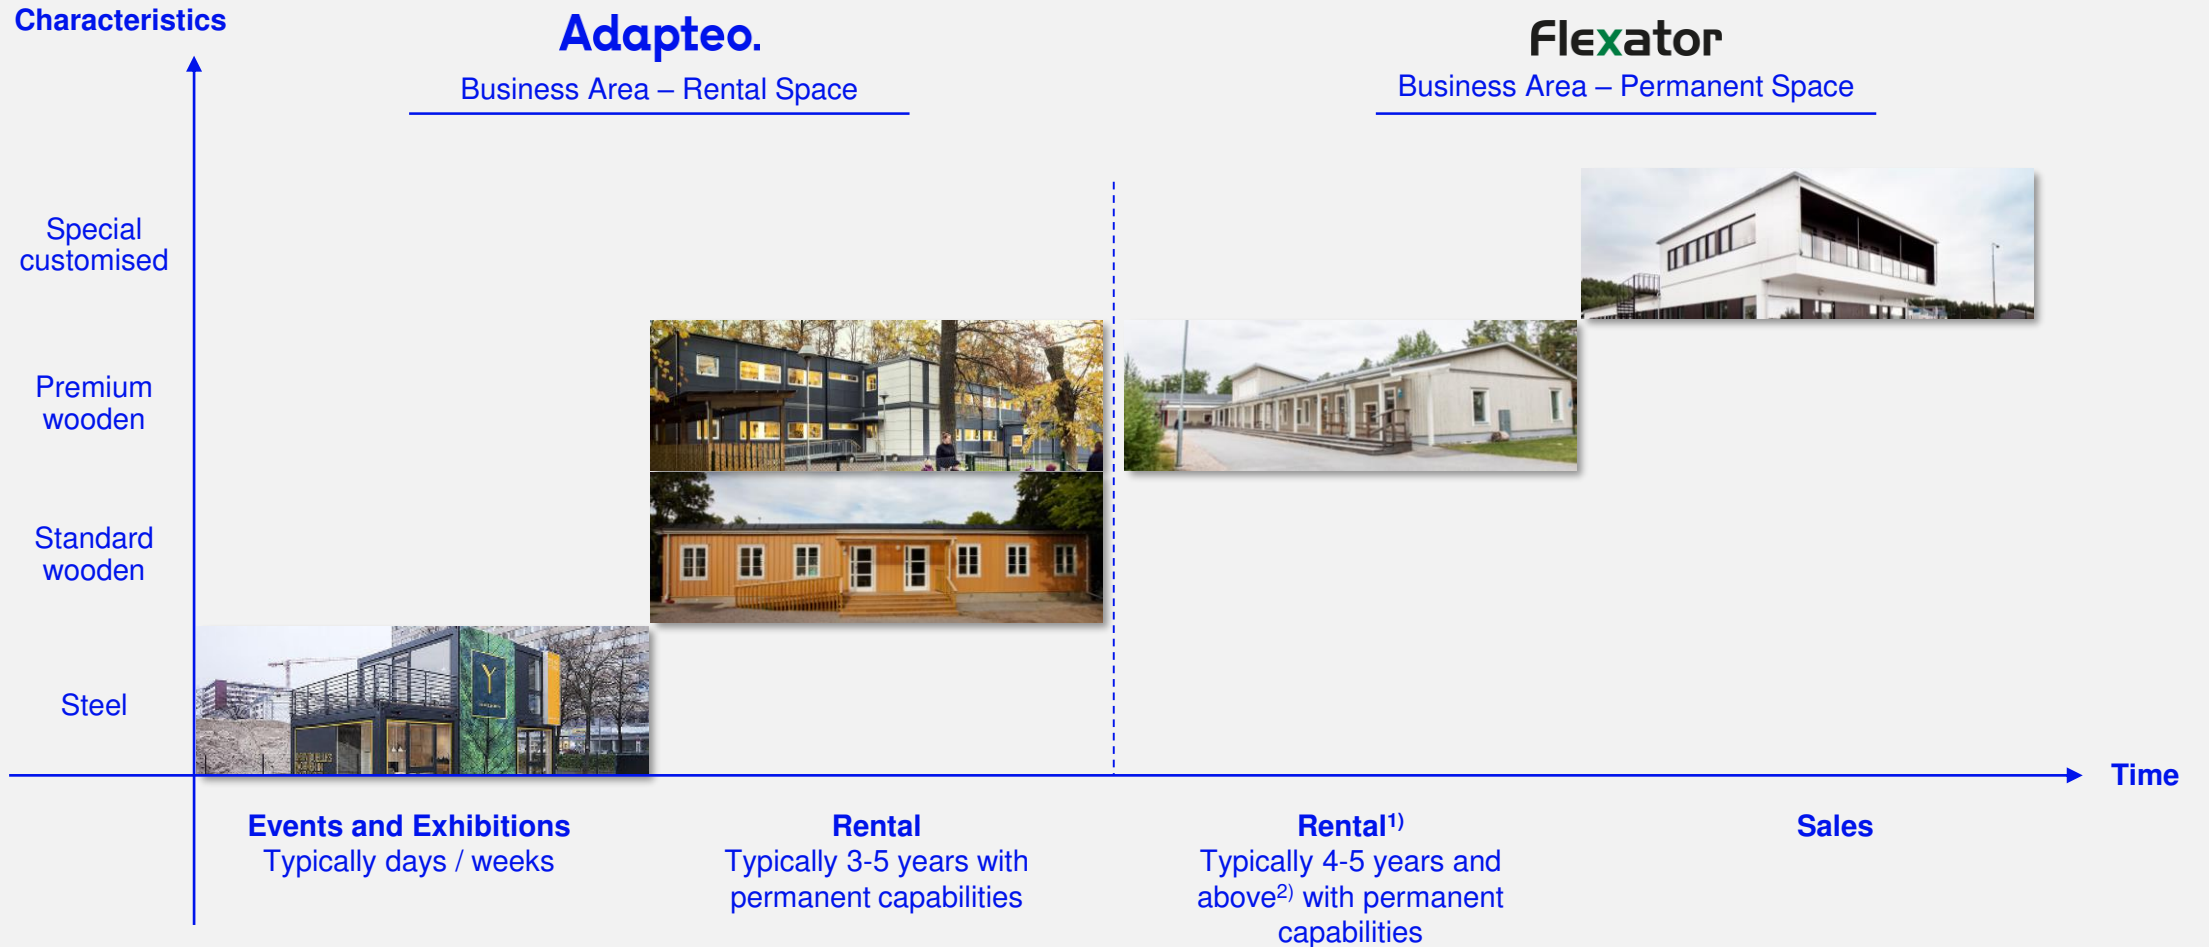 Characteristics
Adapteo.
Business Area – Rental Space
Flexator
Business Area – Permanent Space
Special
customised
Premium
wooden
Standard
wooden
Steel
Y
Time
Events and Exhibitions
Typically days / weeks
Rental
Typically 3-5 years with
permanent capabilities
Rental1)
Typically 4-5 years and
above2) with permanent
capabilities
Sales